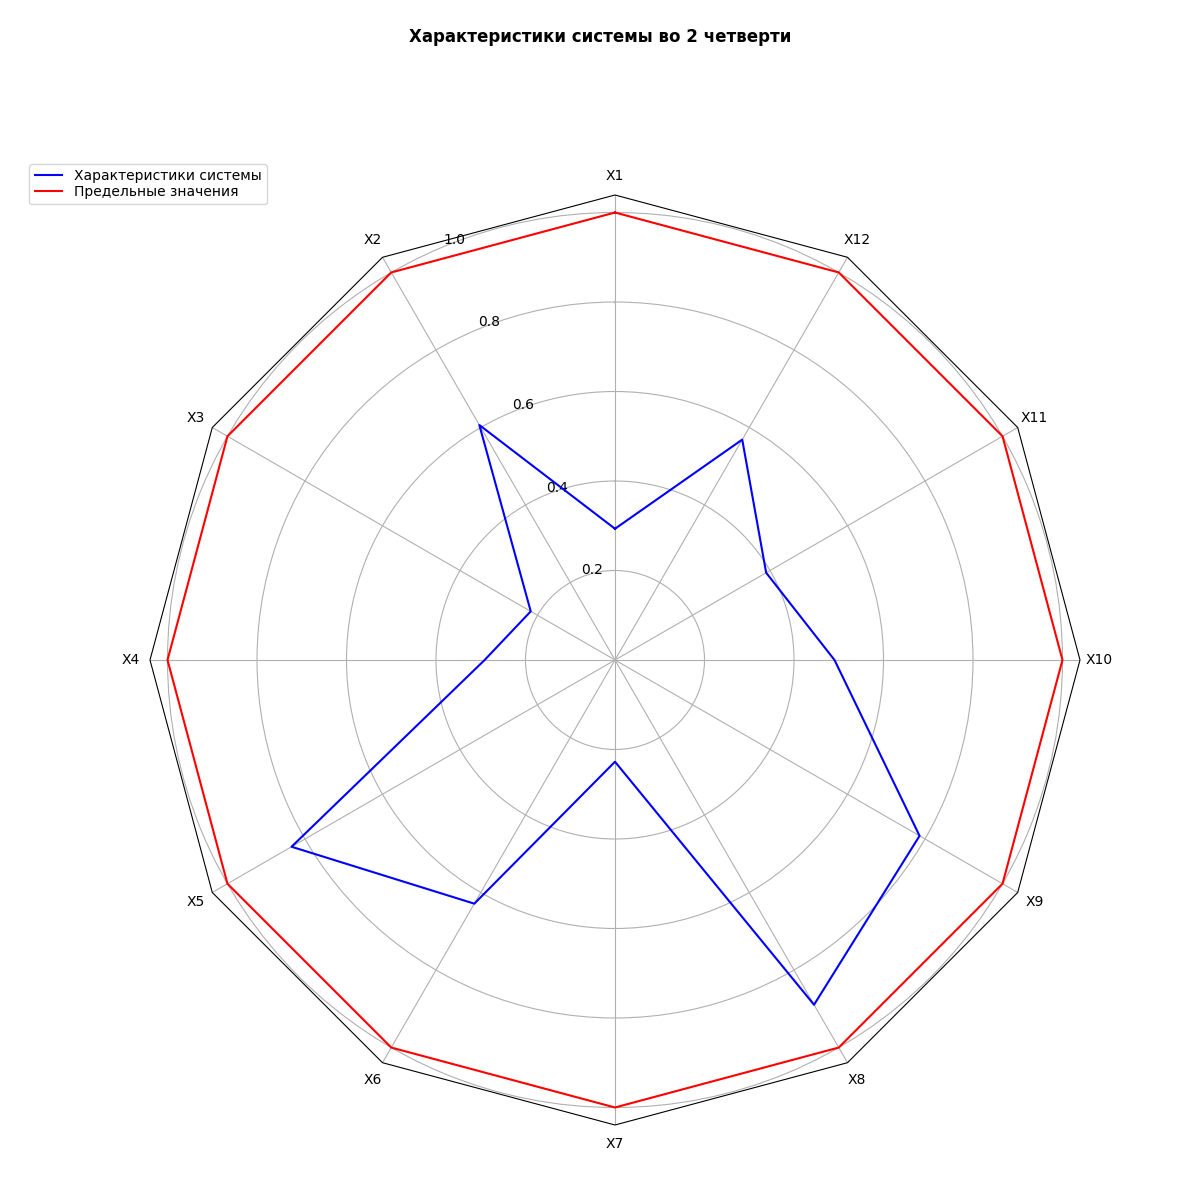 Характеристики системы во 2 четверти
Характеристики системы
Предельные значения
X1
X2
1.0
X12
0.8
0.6
X3
X11
0.4
0.2
X4
X10
X5
X9
X6
X8
X7